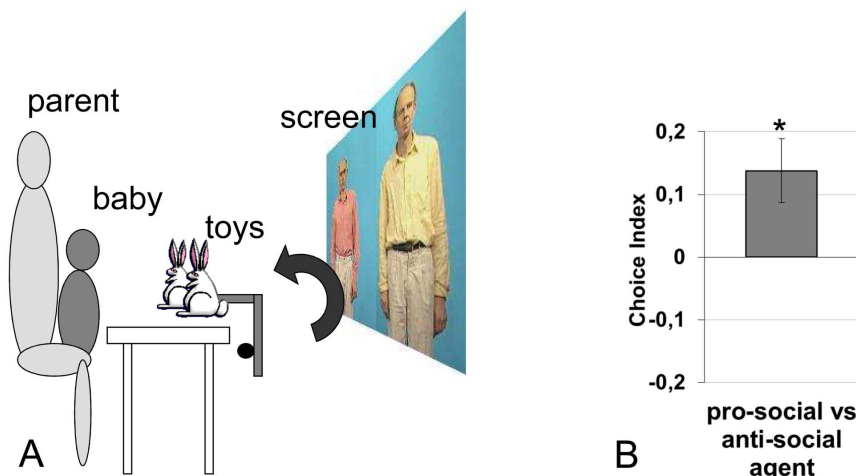 parent
screen
baby
toys
A
Choice Index
*
0,2
0,1
0
-0,1
-0,2
pro-social vs
anti-social
agent
B